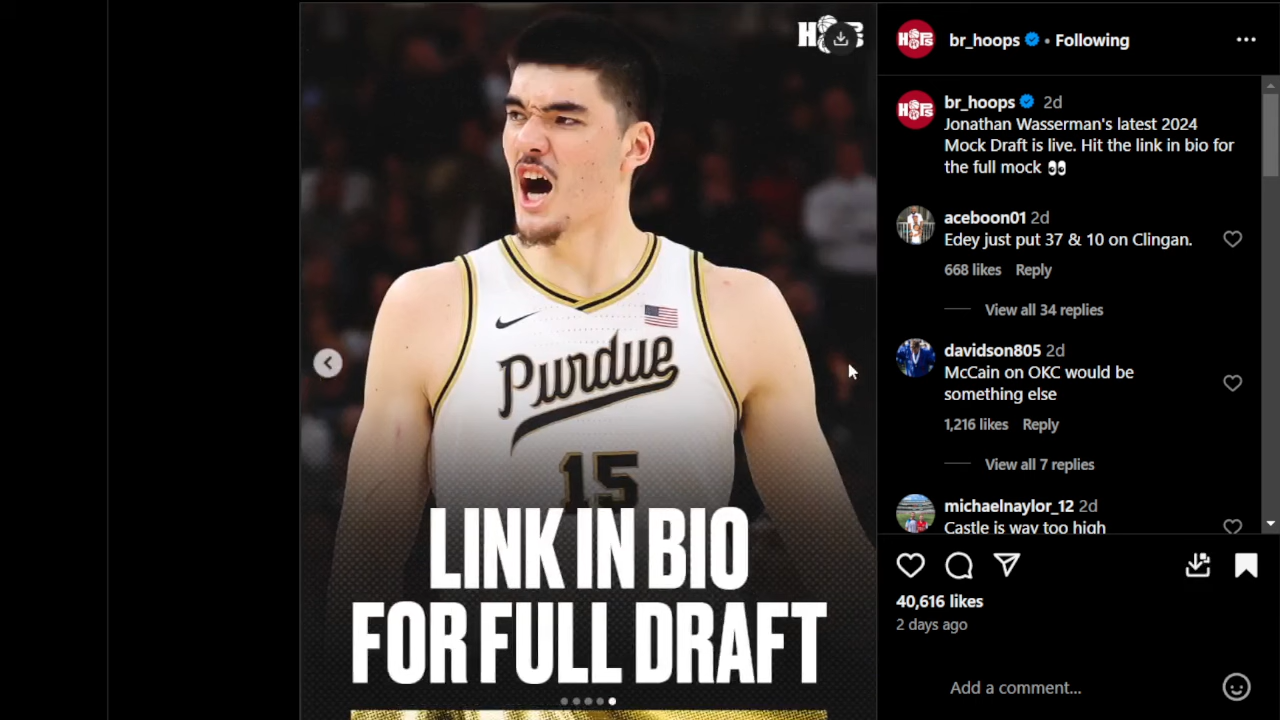 HOPS
Purdue
15
LINK IN BIO
FOR FULL DRAFT
HOPS
br_hoops • Following
HOPS
br_hoops 2d
Jonathan Wasserman's latest 2024
Mock Draft is live. Hit the link in bio for
the full mock 👀
aceboon01 2d
Edey just put 37 & 10 on Clingan.
668 likes Reply
View all 34 replies
davidson805 2d
McCain on OKC would be
something else
1,216 likes Reply
View all 7 replies
michaelnaylor_12 2d
Castle is way too high
40,616 likes
2 days ago
Add a comment...